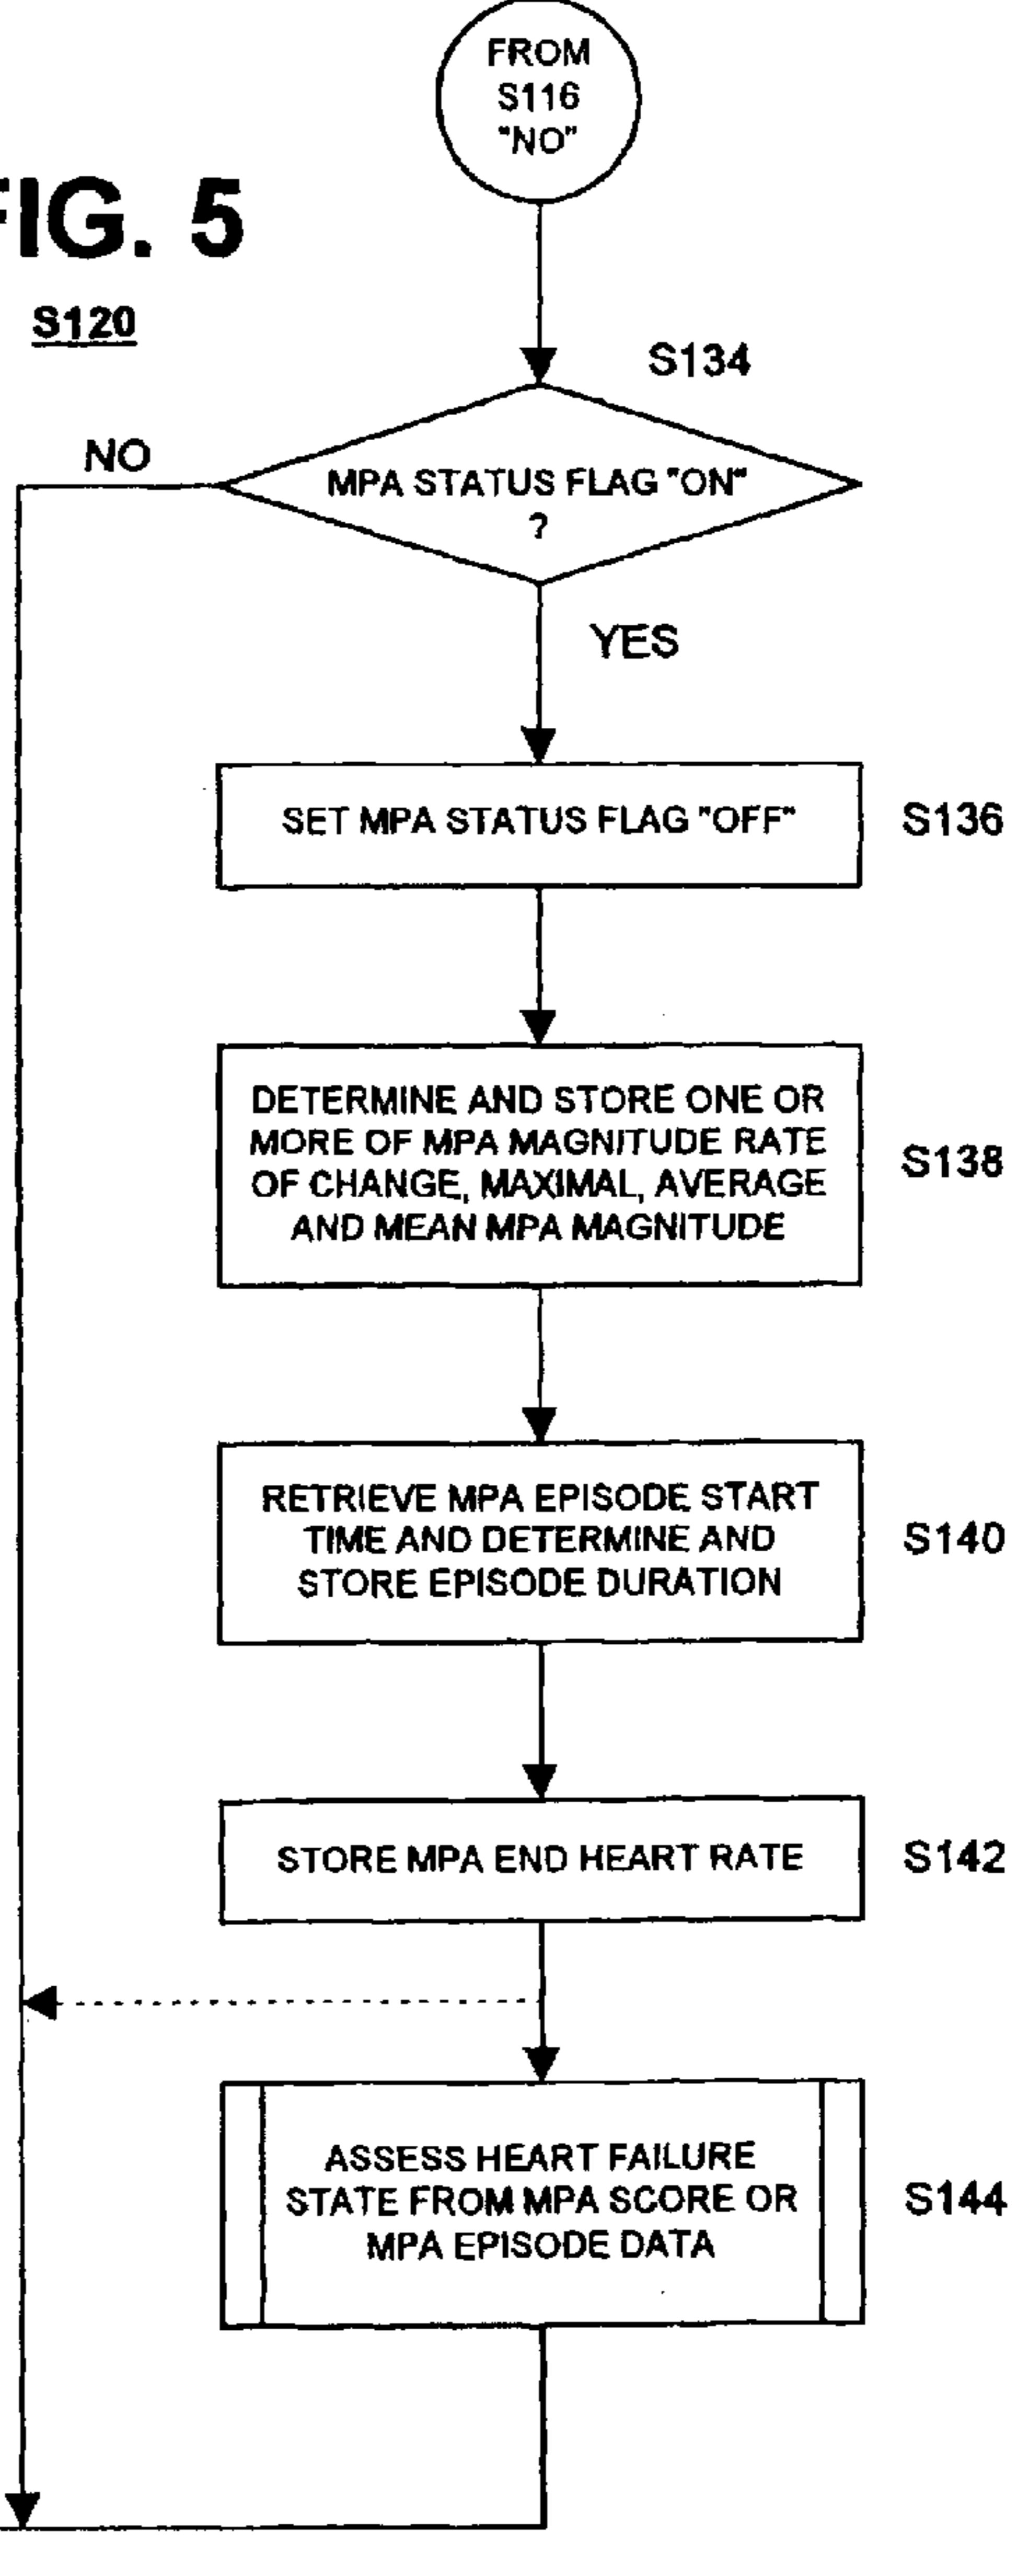 FROM
S116
"NO"
FIG. 5
S120
S134
NO
MPA STATUS FLAG "ON"
?
YES
SET MPA STATUS FLAG "OFF"
S136
DETERMINE AND STORE ONE OR
MORE OF MPA MAGNITUDE RATE
OF CHANGE, MAXIMAL, AVERAGE
AND MEAN MPA MAGNITUDE
S138
RETRIEVE MPA EPISODE START
TIME AND DETERMINE AND
STORE EPISODE DURATION
S140
STORE MPA END HEART RATE
S142
ASSESS HEART FAILURE
STATE FROM MPA SCORE OR
MPA EPISODE DATA
S144